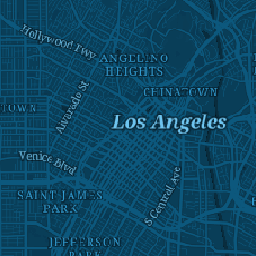 Hollywood Fwy
ANGELINO
HEIGHTS
CHINATOWN
Alvarado St
TOWN
Los Angeles
Venice Blvd
SAINT JAMES
PARK
S Central Ave
JEFFERSON
PARK